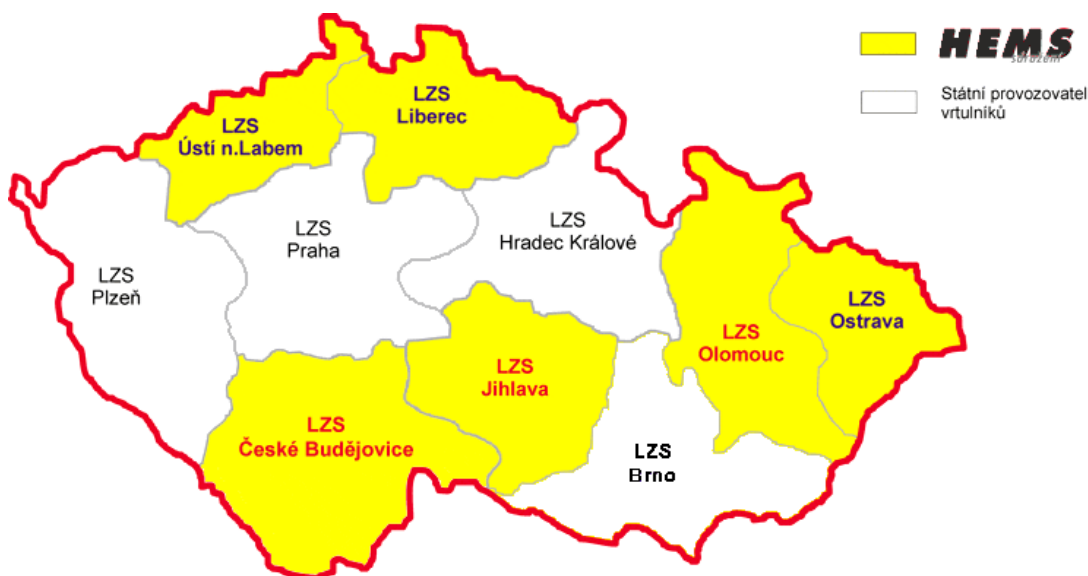 HEMS
sdružení
Státní provozovatel
vrtulníků
LZS
Liberec
LZS
Ústí n.Labem
LZS
Praha
LZS
Hradec Králové
LZS
Plzeň
LZS
Ostrava
LZS
Olomouc
LZS
Jihlava
LZS
České Budějovice
LZS
Brno